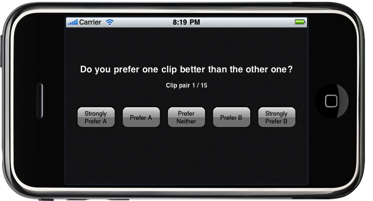 Carrier 8:19 PM
Do you prefer one clip better than the other one?
Clip pair 1 / 15
Strongly Prefer A
Prefer A
Prefer Neither
Prefer B
Strongly Prefer B